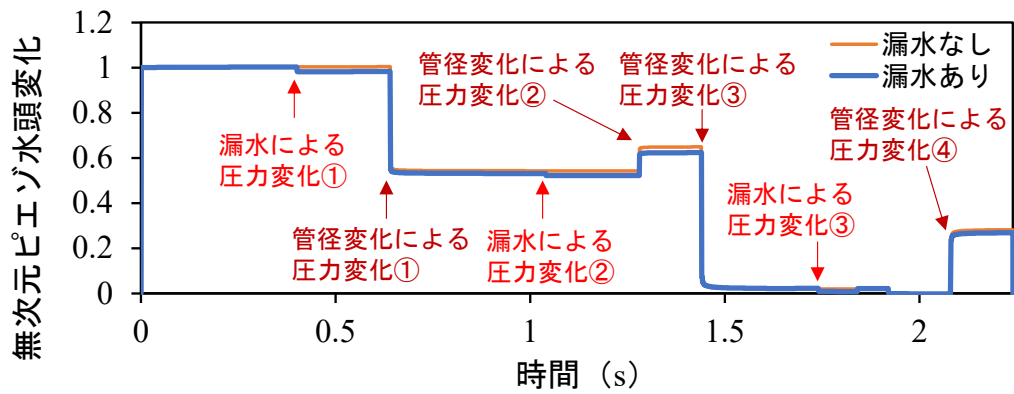 無次元ピエゾ水頭変化
1.2
1
0.8
0.6
0.4
0.2
0
漏水なし
漏水あり
管径変化による
圧力変化②
管径変化による
圧力変化③
管径変化による
圧力変化④
漏水による
圧力変化①
漏水による
圧力変化③
管径変化による
圧力変化①
漏水による
圧力変化②
0
0.5
1
1.5
2
時間（s）